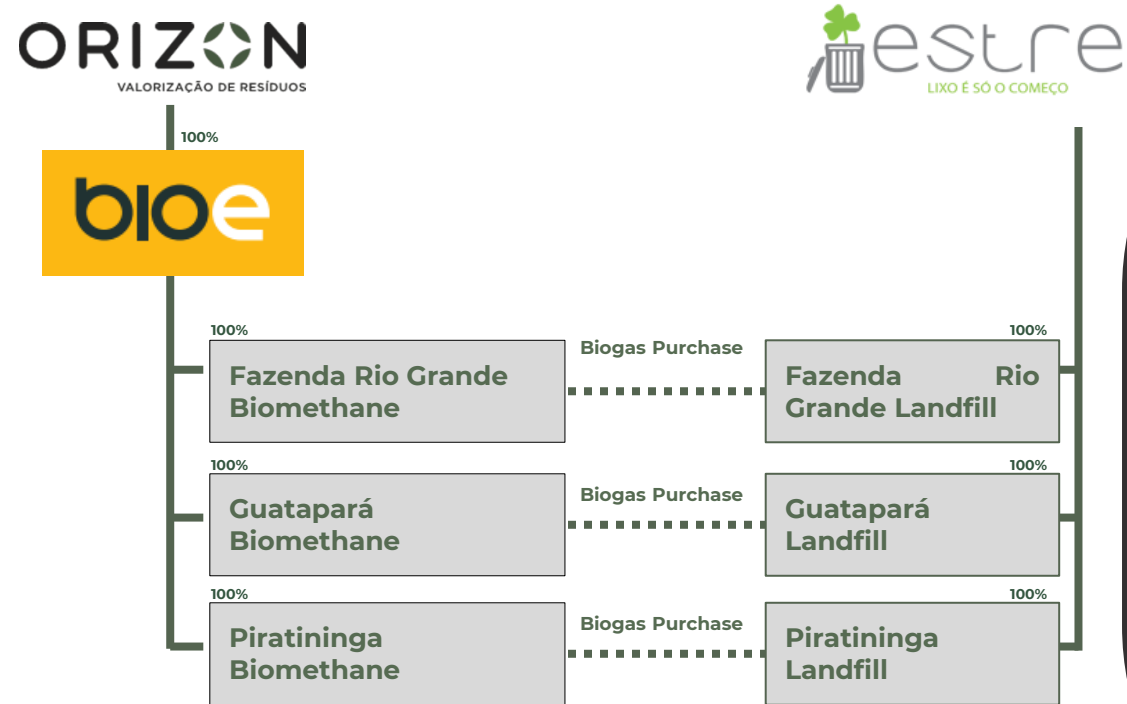 ORIZON
VALORIZAÇÃO DE RESÍDUOS
estre
LIXO É SÓ O COMEÇO
100%
bioe
100%
Fazenda Rio Grande
Biomethane
Biogas Purchase
100%
Fazenda Rio
Grande Landfill
100%
Guatapará
Biomethane
Biogas Purchase
100%
Guatapará
Landfill
100%
Piratininga
Biomethane
Biogas Purchase
100%
Piratininga
Landfill